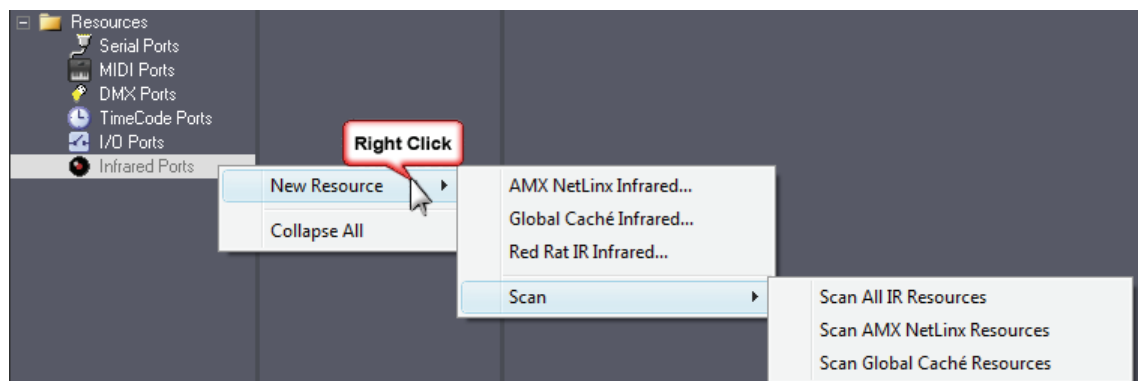 Resources
Serial Ports
MIDI Ports
DMX Ports
TimeCode Ports
I/O Ports
Infrared Ports
Right Click
New Resource
Collapse All
AMX NetLinx Infrared...
Global Caché Infrared...
Red Rat IR Infrared...
Scan
Scan All IR Resources
Scan AMX NetLinx Resources
Scan Global Caché Resources